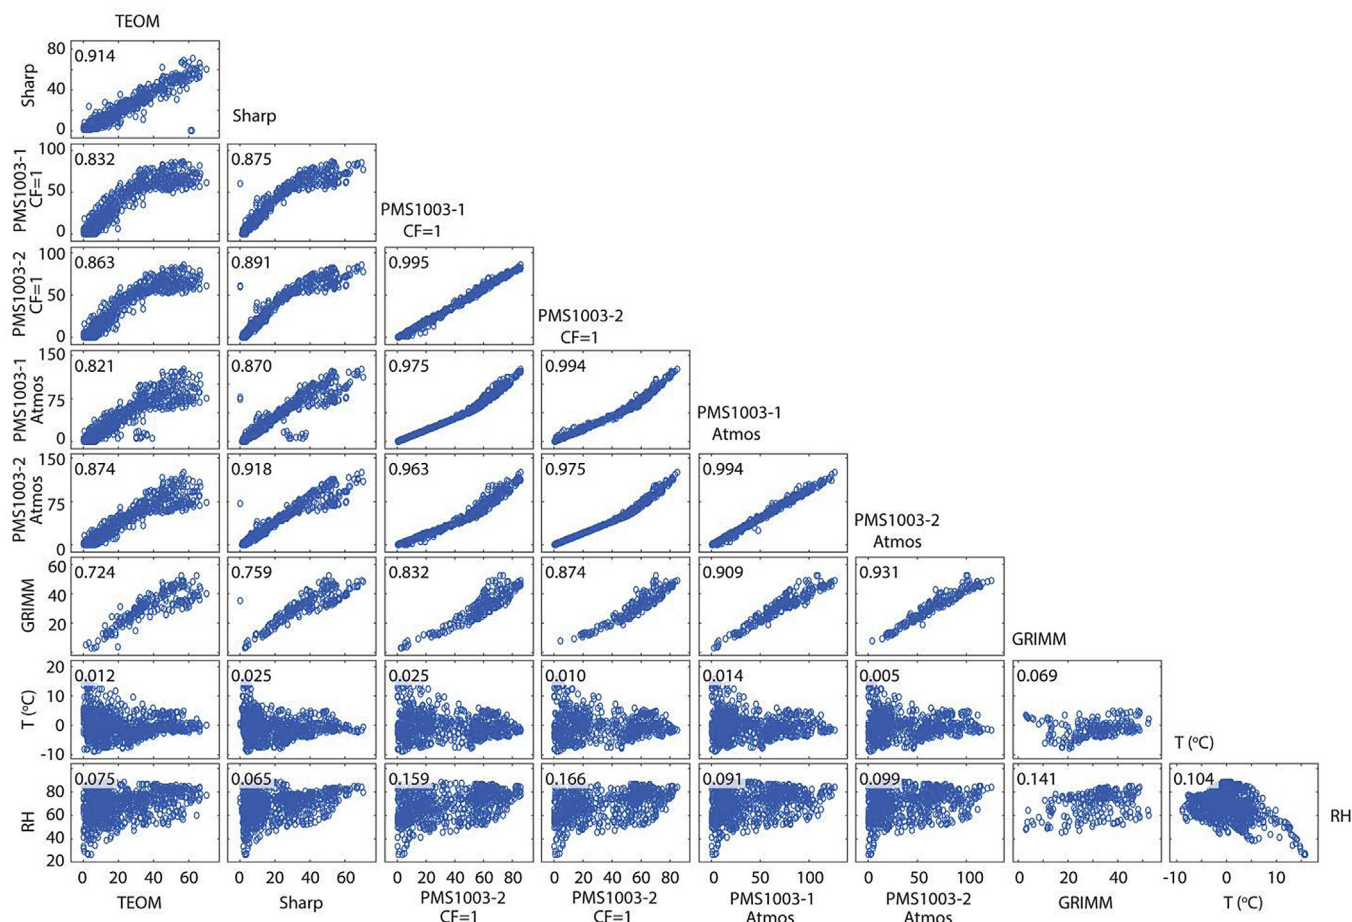 TEOM
80
0.914
Sharp
40
0
Sharp
100
0.832
0.875
PMS1003-1
CF=1
50
0
PMS1003-1
CF=1
100
0.863
0.891
0.995
PMS1003-2
CF=1
50
0
PMS1003-2
CF=1
150
0.821
0.870
0.975
0.994
PMS1003-1
Atmos
75
0
PMS1003-1
Atmos
150
0.874
0.918
0.963
0.975
0.994
PMS1003-2
Atmos
75
0
PMS1003-2
Atmos
60
0.724
0.759
0.832
0.874
0.909
0.931
GRIMM
40
20
GRIMM
20
0.012
0.025
0.025
0.010
0.014
0.005
0.069
T (°C)
10
0
-10
T (°C)
0.075
0.065
0.159
0.166
0.091
0.099
0.141
0.104
RH
80
60
40
20
RH
0 20 40 60
0 20 40 60
0 20 40 60 80
0 20 40 60 80
0 50 100
0 50 100
0 20 40 60
-10 0 10
TEOM
Sharp
PMS1003-2
CF=1
PMS1003-2
CF=1
PMS1003-1
Atmos
PMS1003-2
Atmos
GRIMM
T (°C)